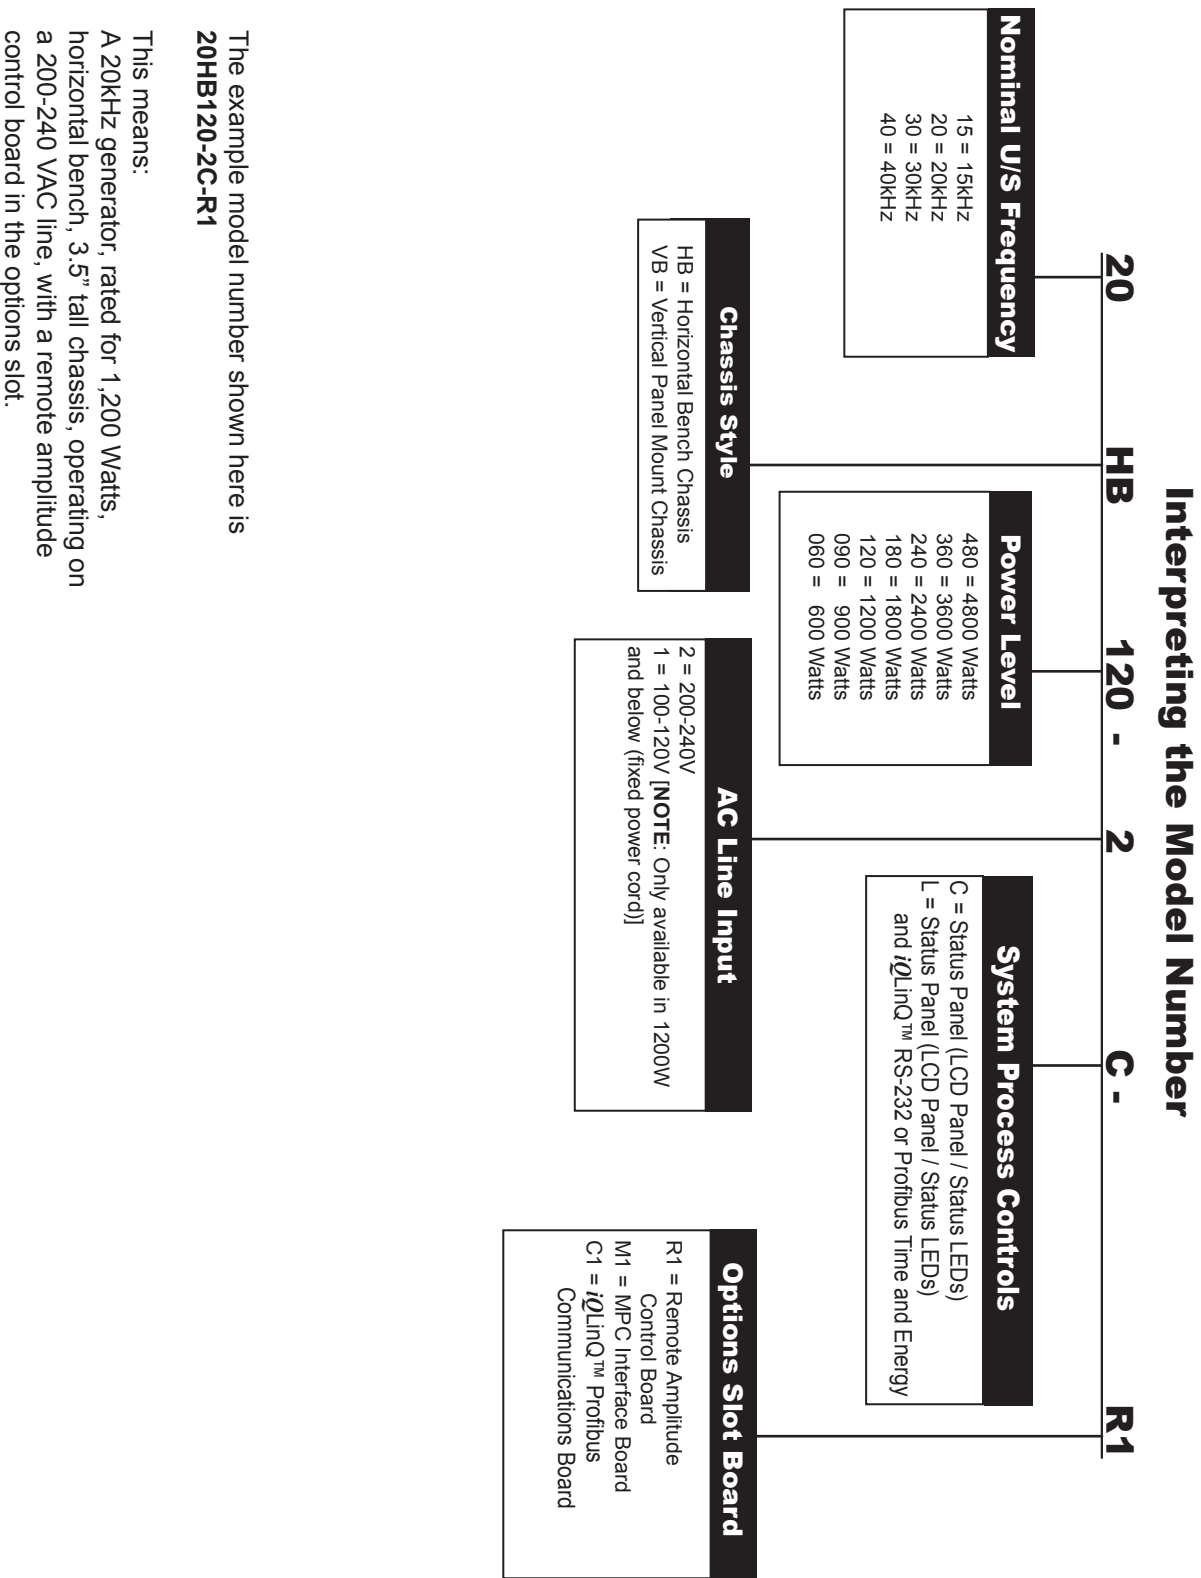 Interpreting the Model Number
20 HB 120 - 2 C - R1
Nominal U/S Frequency
15 = 15kHz
20 = 20kHz
30 = 30kHz
40 = 40kHz
Chassis Style
HB = Horizontal Bench Chassis
VB = Vertical Panel Mount Chassis
Power Level
480 = 4800 Watts
360 = 3600 Watts
240 = 2400 Watts
180 = 1800 Watts
120 = 1200 Watts
090 = 900 Watts
060 = 600 Watts
AC Line Input
2 = 200-240V
1 = 100-120V [NOTE: Only available in 1200W
and below (fixed power cord)]
System Process Controls
C = Status Panel (LCD Panel / Status LEDs)
L = Status Panel (LCD Panel / Status LEDs)
and iQLinQ™ RS-232 or Profibus Time and Energy
Options Slot Board
R1 = Remote Amplitude
Control Board
M1 = MPC Interface Board
C1 = iQLinQ™ Profibus
Communications Board
The example model number shown here is
20HB120-2C-R1
This means:
A 20kHz generator, rated for 1,200 Watts,
horizontal bench, 3.5” tall chassis, operating on
a 200-240 VAC line, with a remote amplitude
control board in the options slot.